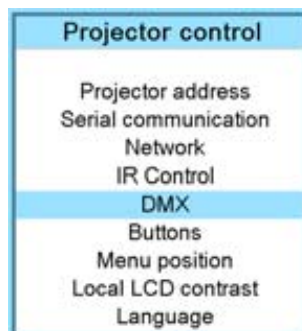 Projector control
Projector address
Serial communication
Network
IR Control
DMX
Buttons
Menu position
Local LCD contrast
Language